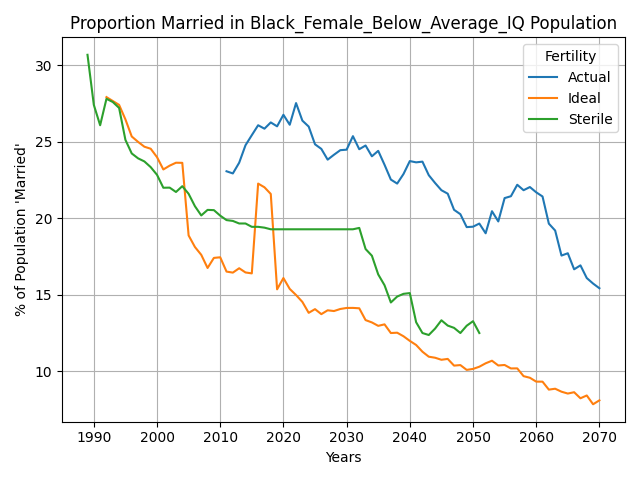 Proportion Married in Black_Female_Below_Average_IQ Population
% of Population 'Married'
30
25
20
15
10
Fertility
Actual
Ideal
Sterile
1990 2000 2010 2020 2030 2040 2050 2060 2070
Years